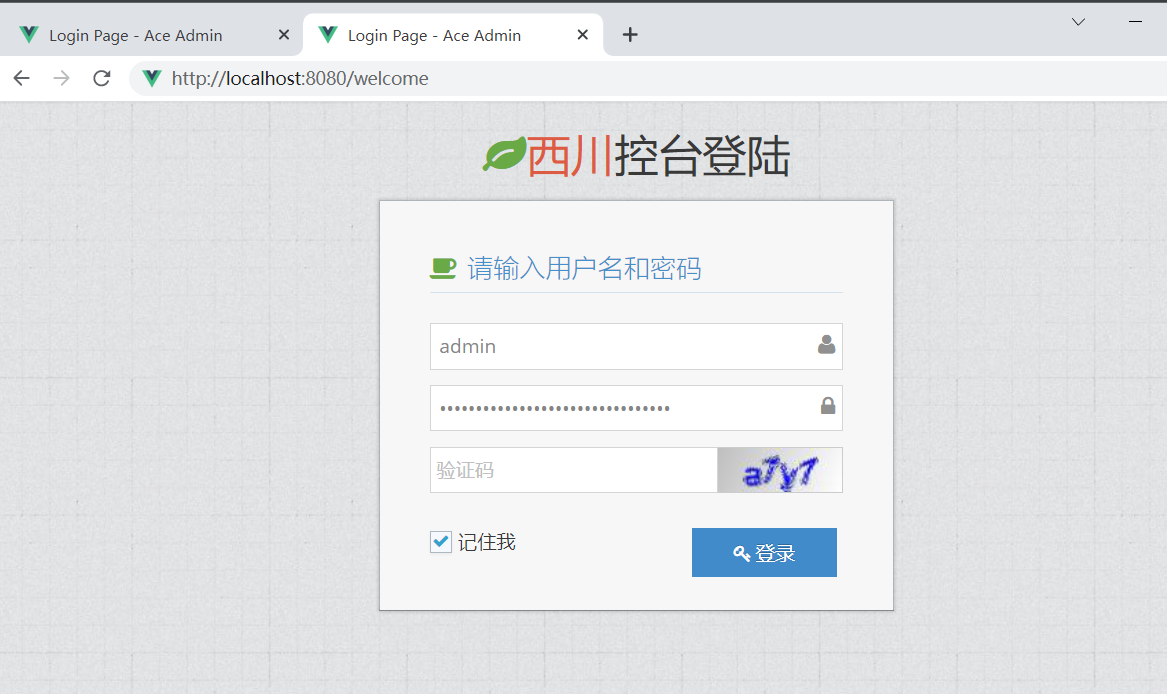 Login Page - Ace Admin
Login Page - Ace Admin
http://localhost:8080/welcome
西川控台登陆
请输入用户名和密码
admin
验证码
a7y7
记住我
登录